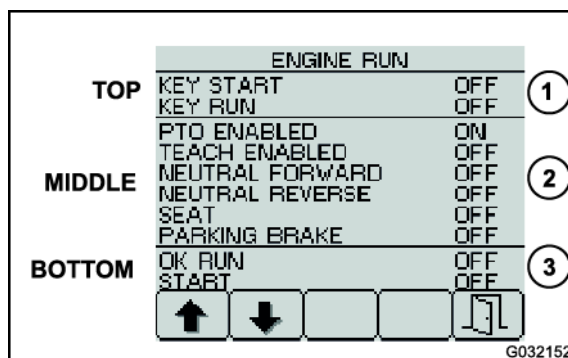 ENGINE RUN
TOP
KEY START OFF
KEY RUN OFF
1
MIDDLE
PTO ENABLED ON
TEACH ENABLED OFF
NEUTRAL FORWARD OFF
NEUTRAL REVERSE OFF
SEAT OFF
PARKING BRAKE OFF
2
BOTTOM
OK RUN OFF
START OFF
3
G032152